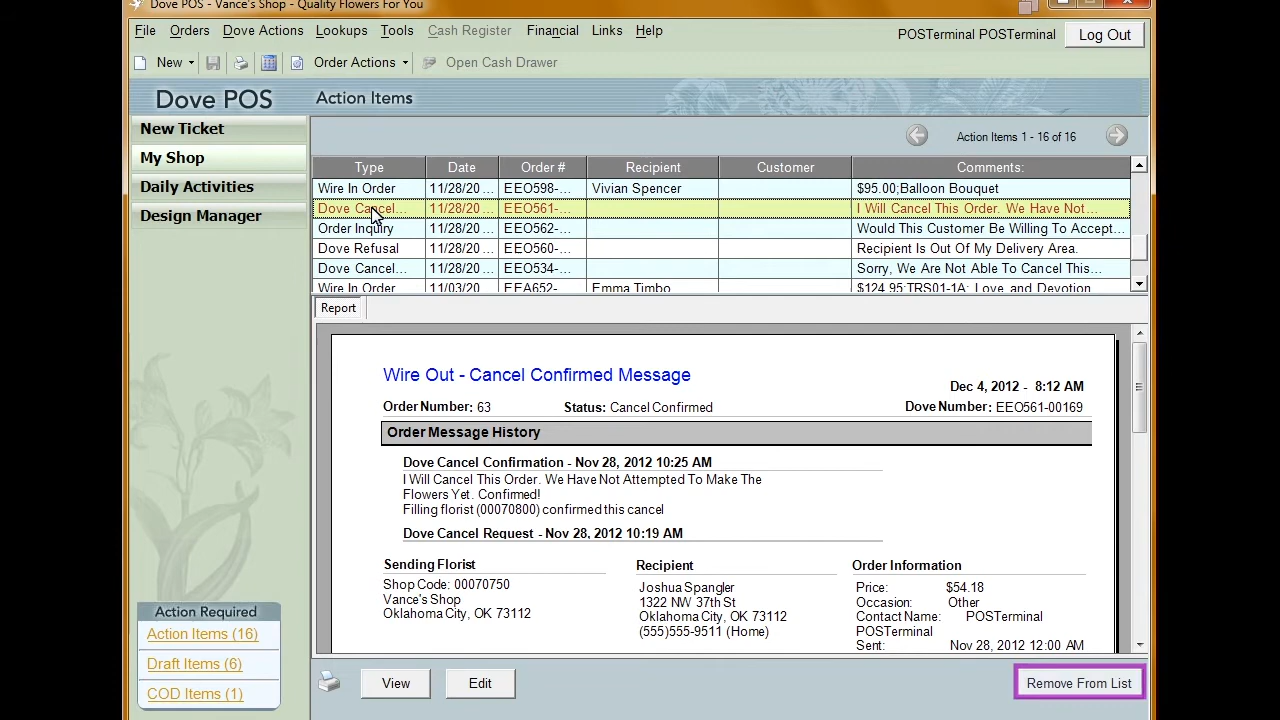 Dove POS - Vance's Shop - Quality Flowers For You
File Orders Dove Actions Lookups Tools Cash Register Financial Links Help
POSTerminal POSTerminal Log Out
New Order Actions Open Cash Drawer
Dove POS Action Items
New Ticket
My Shop
Daily Activities
Design Manager
Action Items 1 - 16 of 16
Type Date Order # Recipient Customer Comments:
Wire In Order 11/28/20 ... EEO598-... Vivian Spencer $95.00;Balloon Bouquet
Dove Cancel... 11/28/20 ... EEO561-... I Will Cancel This Order. We Have Not...
Order Inquiry 11/28/20 ... EEO562-... Would This Customer Be Willing To Accept...
Dove Refusal 11/28/20 ... EEO560-... Recipient Is Out Of My Delivery Area.
Dove Cancel... 11/28/20 ... EEO534-... Sorry, We Are Not Able To Cancel This...
Wire In Order 11/03/20 ... EEA652- Emma Timbo $124.95;TRS01-1A; Love and Devotion
Report
Wire Out - Cancel Confirmed Message
Dec 4, 2012 - 8:12 AM
Order Number: 63 Status: Cancel Confirmed Dove Number: EEO561-00169
Order Message History
Dove Cancel Confirmation - Nov 28, 2012 10:25 AM
I Will Cancel This Order. We Have Not Attempted To Make The
Flowers Yet. Confirmed!
Filling florist (00070800) confirmed this cancel
Dove Cancel Request - Nov 28, 2012 10:19 AM
Sending Florist
Shop Code: 00070750
Vance's Shop
Oklahoma City, OK 73112
Recipient
Joshua Spangler
1322 NW 37th St
Oklahoma City, OK 73112
(555)555-9511 (Home)
Order Information
Price: $54.18
Occasion: Other
Contact Name: POSTerminal
POSTerminal
Sent: Nov 28, 2012 12:00 AM
Action Required
Action Items (16)
Draft Items (6)
COD Items (1)
View Edit Remove From List